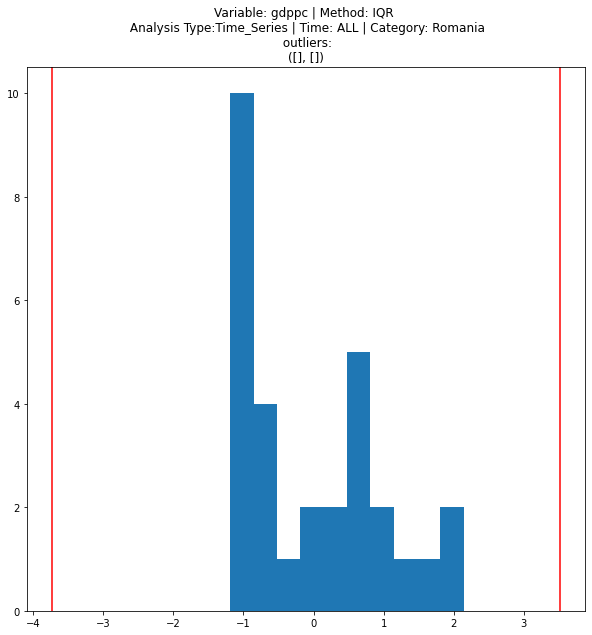 Variable: gdppc | Method: IQR
Analysis Type:Time_Series | Time: ALL | Category: Romania
outliers:
([], [])
10
8
6
4
2
0
−4 −3 −2 −1 0 1 2 3